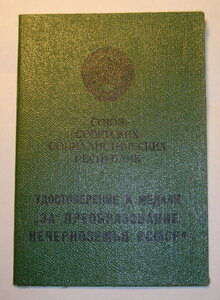 СОЮЗ
СОВЕТСКИХ
СОЦИАЛИСТИЧЕСКИХ
РЕСПУБЛИК
УДОСТОВЕРЕНИЕ К МЕДАЛИ
„ЗА ПРЕОБРАЗОВАНИЕ
НЕЧЕРНОЗЕМЬЯ РСФСР"